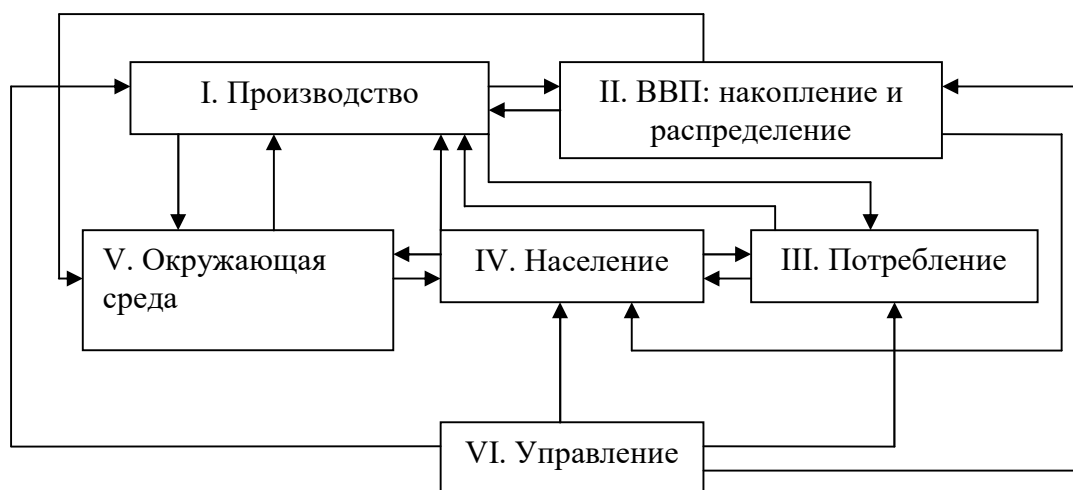 I. Производство
II. ВВП: накопление и
распределение
V. Окружающая
среда
IV. Население
III. Потребление
VI. Управление